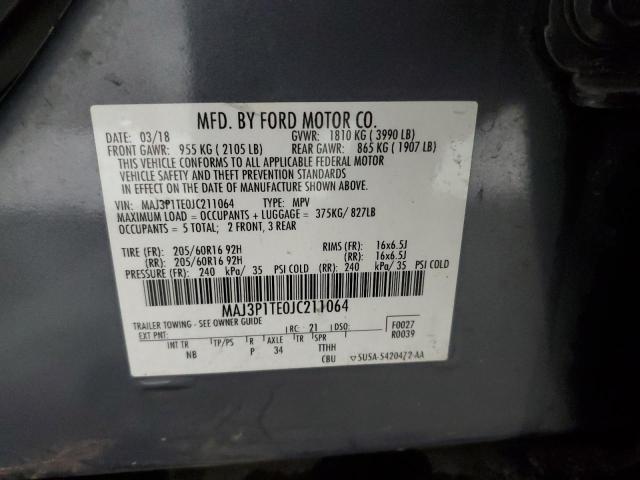 MFD. BY FORD MOTOR CO.
DATE: 03/18 GVWR: 1810 KG ( 3990 LB)
FRONT GAWR: 955 KG ( 2105 LB) REAR GAWR: 865 KG ( 1907 LB)
THIS VEHICLE CONFORMS TO ALL APPLICABLE FEDERAL MOTOR
VEHICLE SAFETY AND THEFT PREVENTION STANDARDS
IN EFFECT ON THE DATE OF MANUFACTURE SHOWN ABOVE.
VIN: MAJ3P1TE0JC211064 TYPE: MPV
MAXIMUM LOAD = OCCUPANTS + LUGGAGE = 375KG/ 827LB
OCCUPANTS = 5 TOTAL; 2 FRONT, 3 REAR
TIRE (FR): 205/60R16 92H RIMS (FR): 16x6.5J
(RR): 205/60R16 92H (RR): 16x6.5J
PRESSURE (FR): 240 kPa/ 35 PSI COLD (RR): 240 kPa/ 35 PSI COLD
MAJ3P1TE0JC211064
TRAILER TOWING - SEE OWNER GUIDE
EXT PNT: RC: 21 DSO: F0027
R0039
INT TR TP/PS R AXLE TR SPR
NB P 34 TTHH
CBU 5U5A-5420472-AA